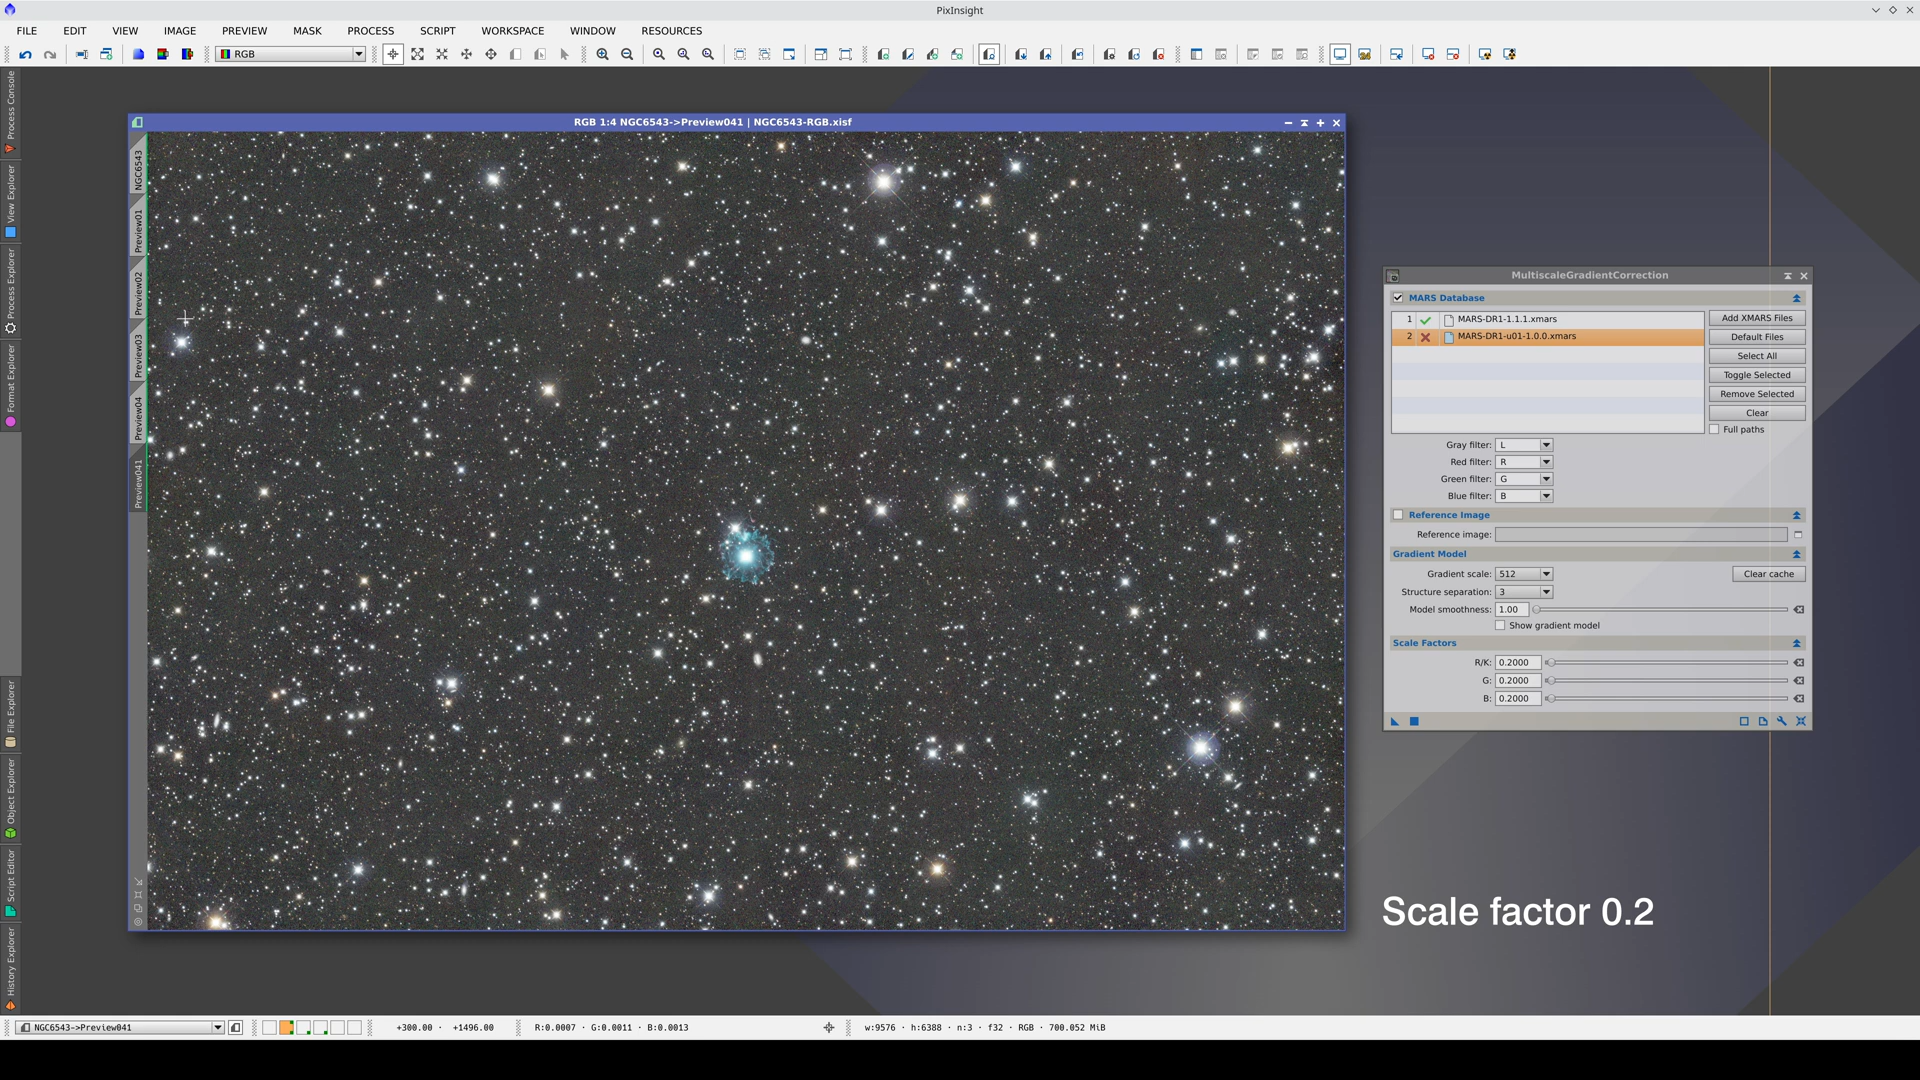 PixInsight
FILE EDIT VIEW IMAGE PREVIEW MASK PROCESS SCRIPT WORKSPACE WINDOW RESOURCES
RGB
Process Console
View Explorer
Process Explorer
Format Explorer
File Explorer
Object Explorer
Script Editor
History Explorer
RGB 1:4 NGC6543->Preview041 | NGC6543-RGB.xisf
NGC6543
Preview01
Preview02
Preview03
Preview04
Preview041
MultiscaleGradientCorrection
MARS Database
1 MARS-DR1-1.1.1.xmars
2 MARS-DR1-u01-1.0.0.xmars
Add XMARS Files
Default Files
Select All
Toggle Selected
Remove Selected
Clear
Full paths
Gray filter: L
Red filter: R
Green filter: G
Blue filter: B
Reference Image
Reference image:
Gradient Model
Gradient scale: 512 Clear cache
Structure separation: 3
Model smoothness: 1.00
Show gradient model
Scale Factors
R/K: 0.2000
G: 0.2000
B: 0.2000
Scale factor 0.2
NGC6543->Preview041 +300.00 · +1496.00 R:0.0007 · G:0.0011 · B:0.0013 w:9576 · h:6388 · n:3 · f32 · RGB · 700.052 MiB